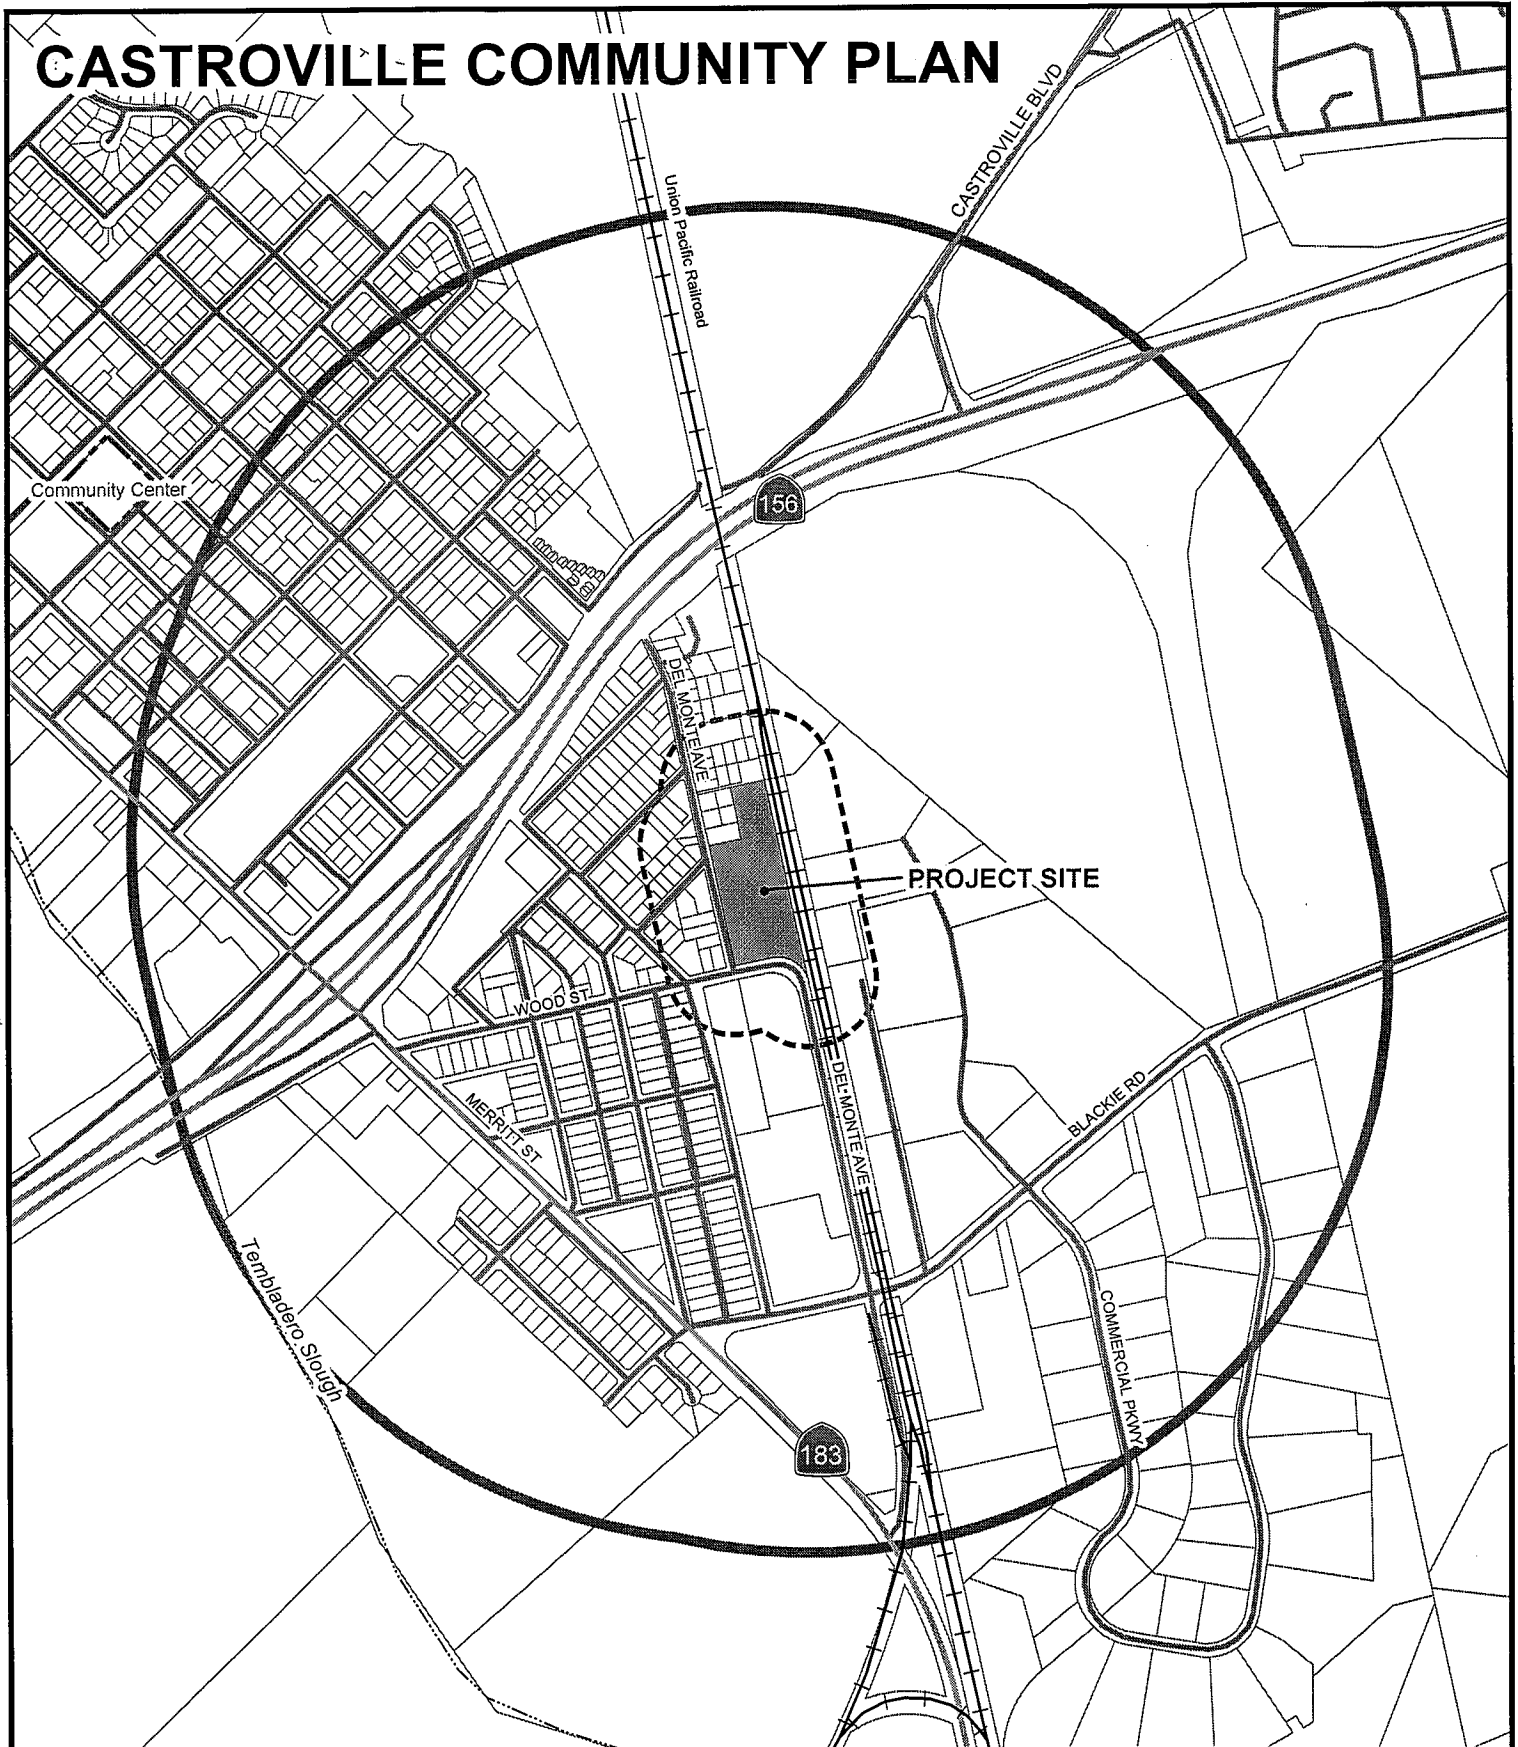 CASTROVILLE COMMUNITY PLAN
CASTROVILLE BLVD
Union Pacific Railroad
Community Center
156
DEL MONTE AVE
PROJECT SITE
WOOD ST
DEL MONTE AVE
BLACKIE RD
MERRITT ST
Tembladero Slough
COMMERCIAL PKWY
183